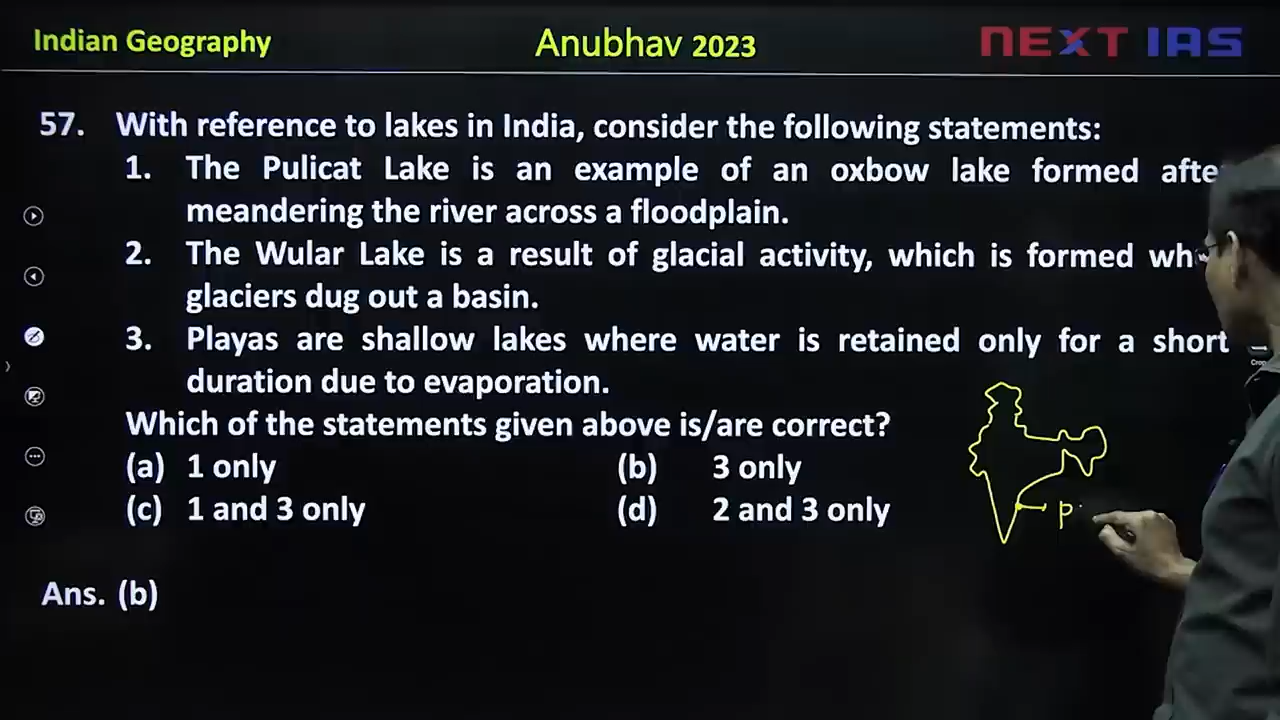 Indian Geography
Anubhav 2023
NEXT IAS
57. With reference to lakes in India, consider the following statements:
1. The Pulicat Lake is an example of an oxbow lake formed after
meandering the river across a floodplain.
2. The Wular Lake is a result of glacial activity, which is formed
glaciers dug out a basin.
3. Playas are shallow lakes where water is retained only for a short
duration due to evaporation.
Which of the statements given above is/are correct?
(a) 1 only (b) 3 only
(c) 1 and 3 only (d) 2 and 3 only
P
Ans. (b)